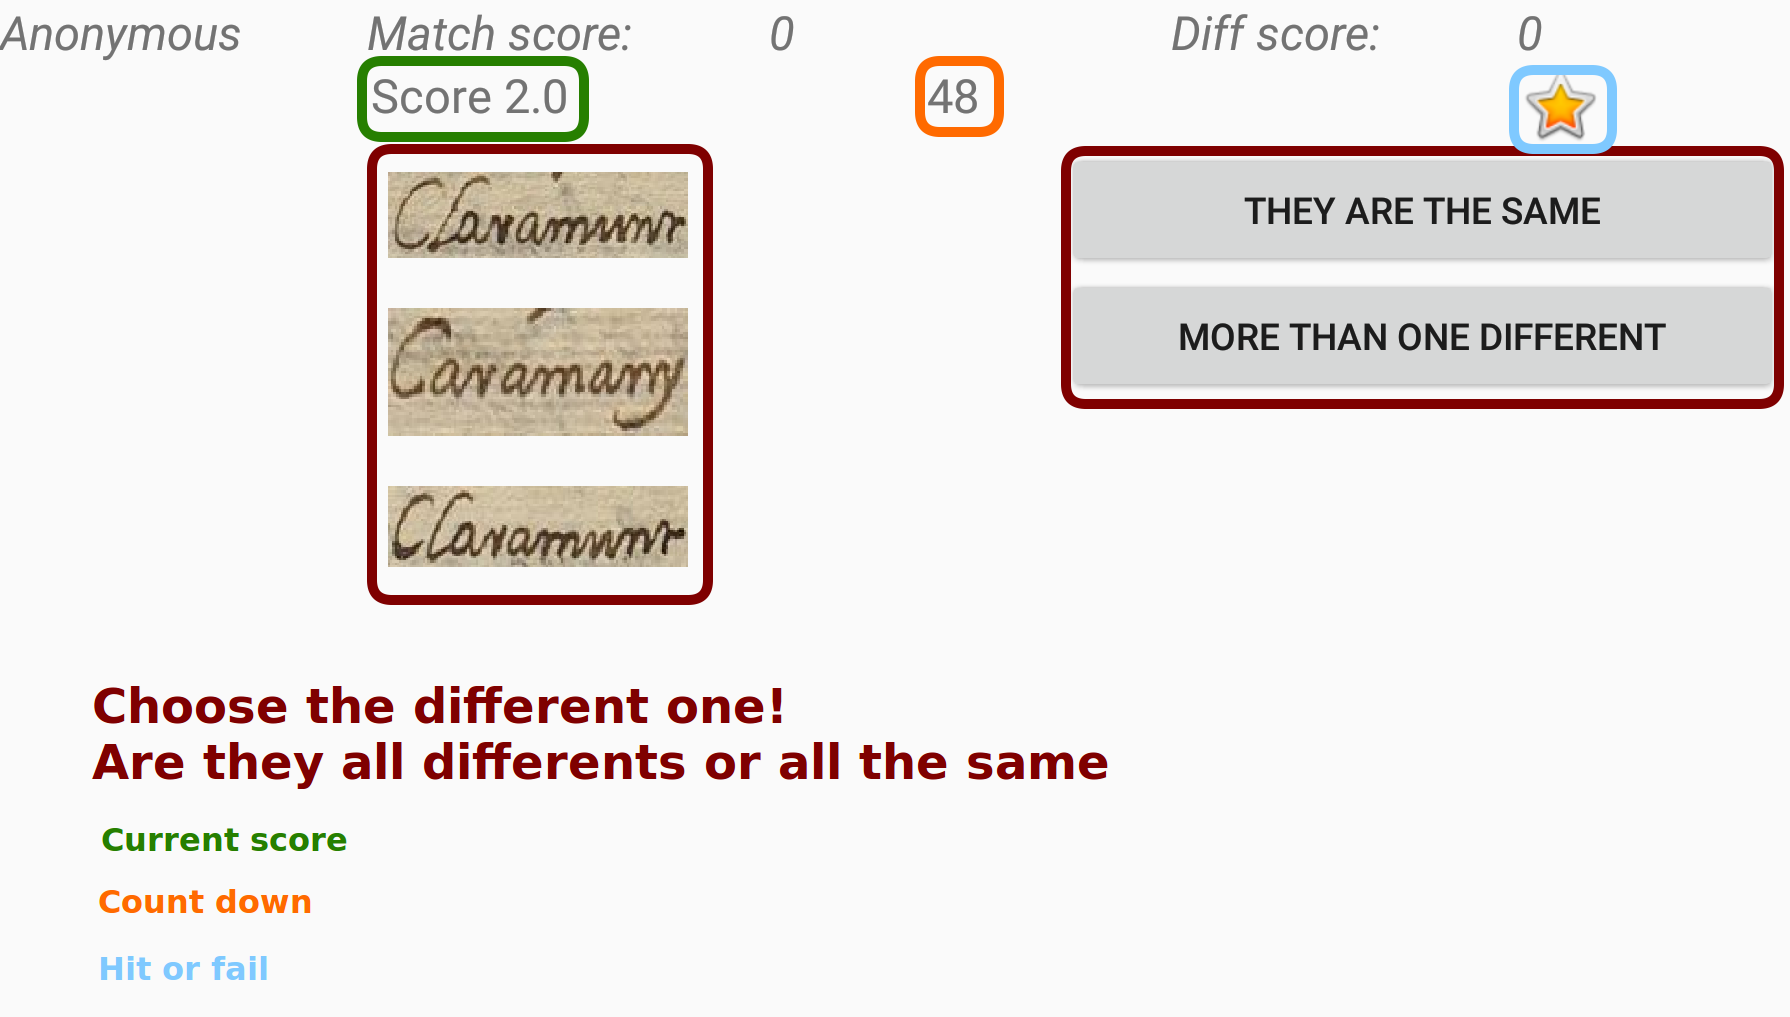 Anonymous Match score: 0 Diff score: 0
Score 2.0 48
Claramunt
THEY ARE THE SAME
Caramany
MORE THAN ONE DIFFERENT
Claramunt
Choose the different one!
Are they all differents or all the same
Current score
Count down
Hit or fail